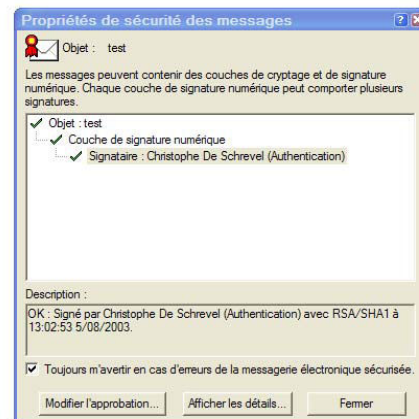 Propriétés de sécurité des messages
Objet : test
Les messages peuvent contenir des couches de cryptage et de signature
numérique. Chaque couche de signature numérique peut comporter plusieurs
signatures.
Objet : test
Couche de signature numérique
Signataire : Christophe De Schrevel (Authentication)
Description :
OK : Signé par Christophe De Schrevel (Authentication) avec RSA/SHA1 à
13:02:53 5/08/2003.
Toujours m'avertir en cas d'erreurs de la messagerie électronique sécurisée.
Modifier l'approbation... Afficher les détails... Fermer